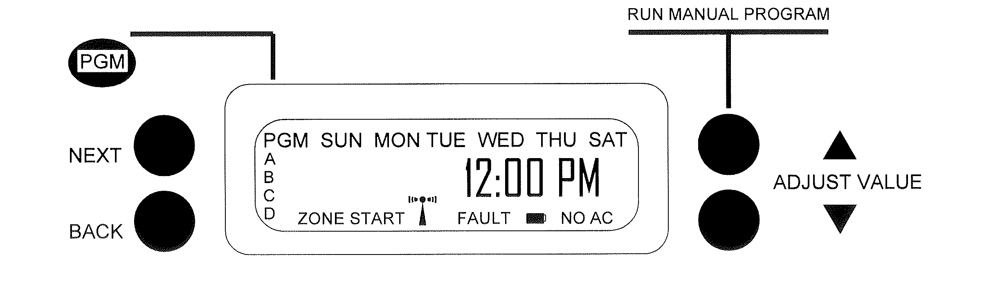 RUN MANUAL PROGRAM
PGM
PGM SUN MON TUE WED THU SAT
A
12:00 PM
B
C
D
ZONE START FAULT NO AC
NEXT
BACK
ADJUST VALUE